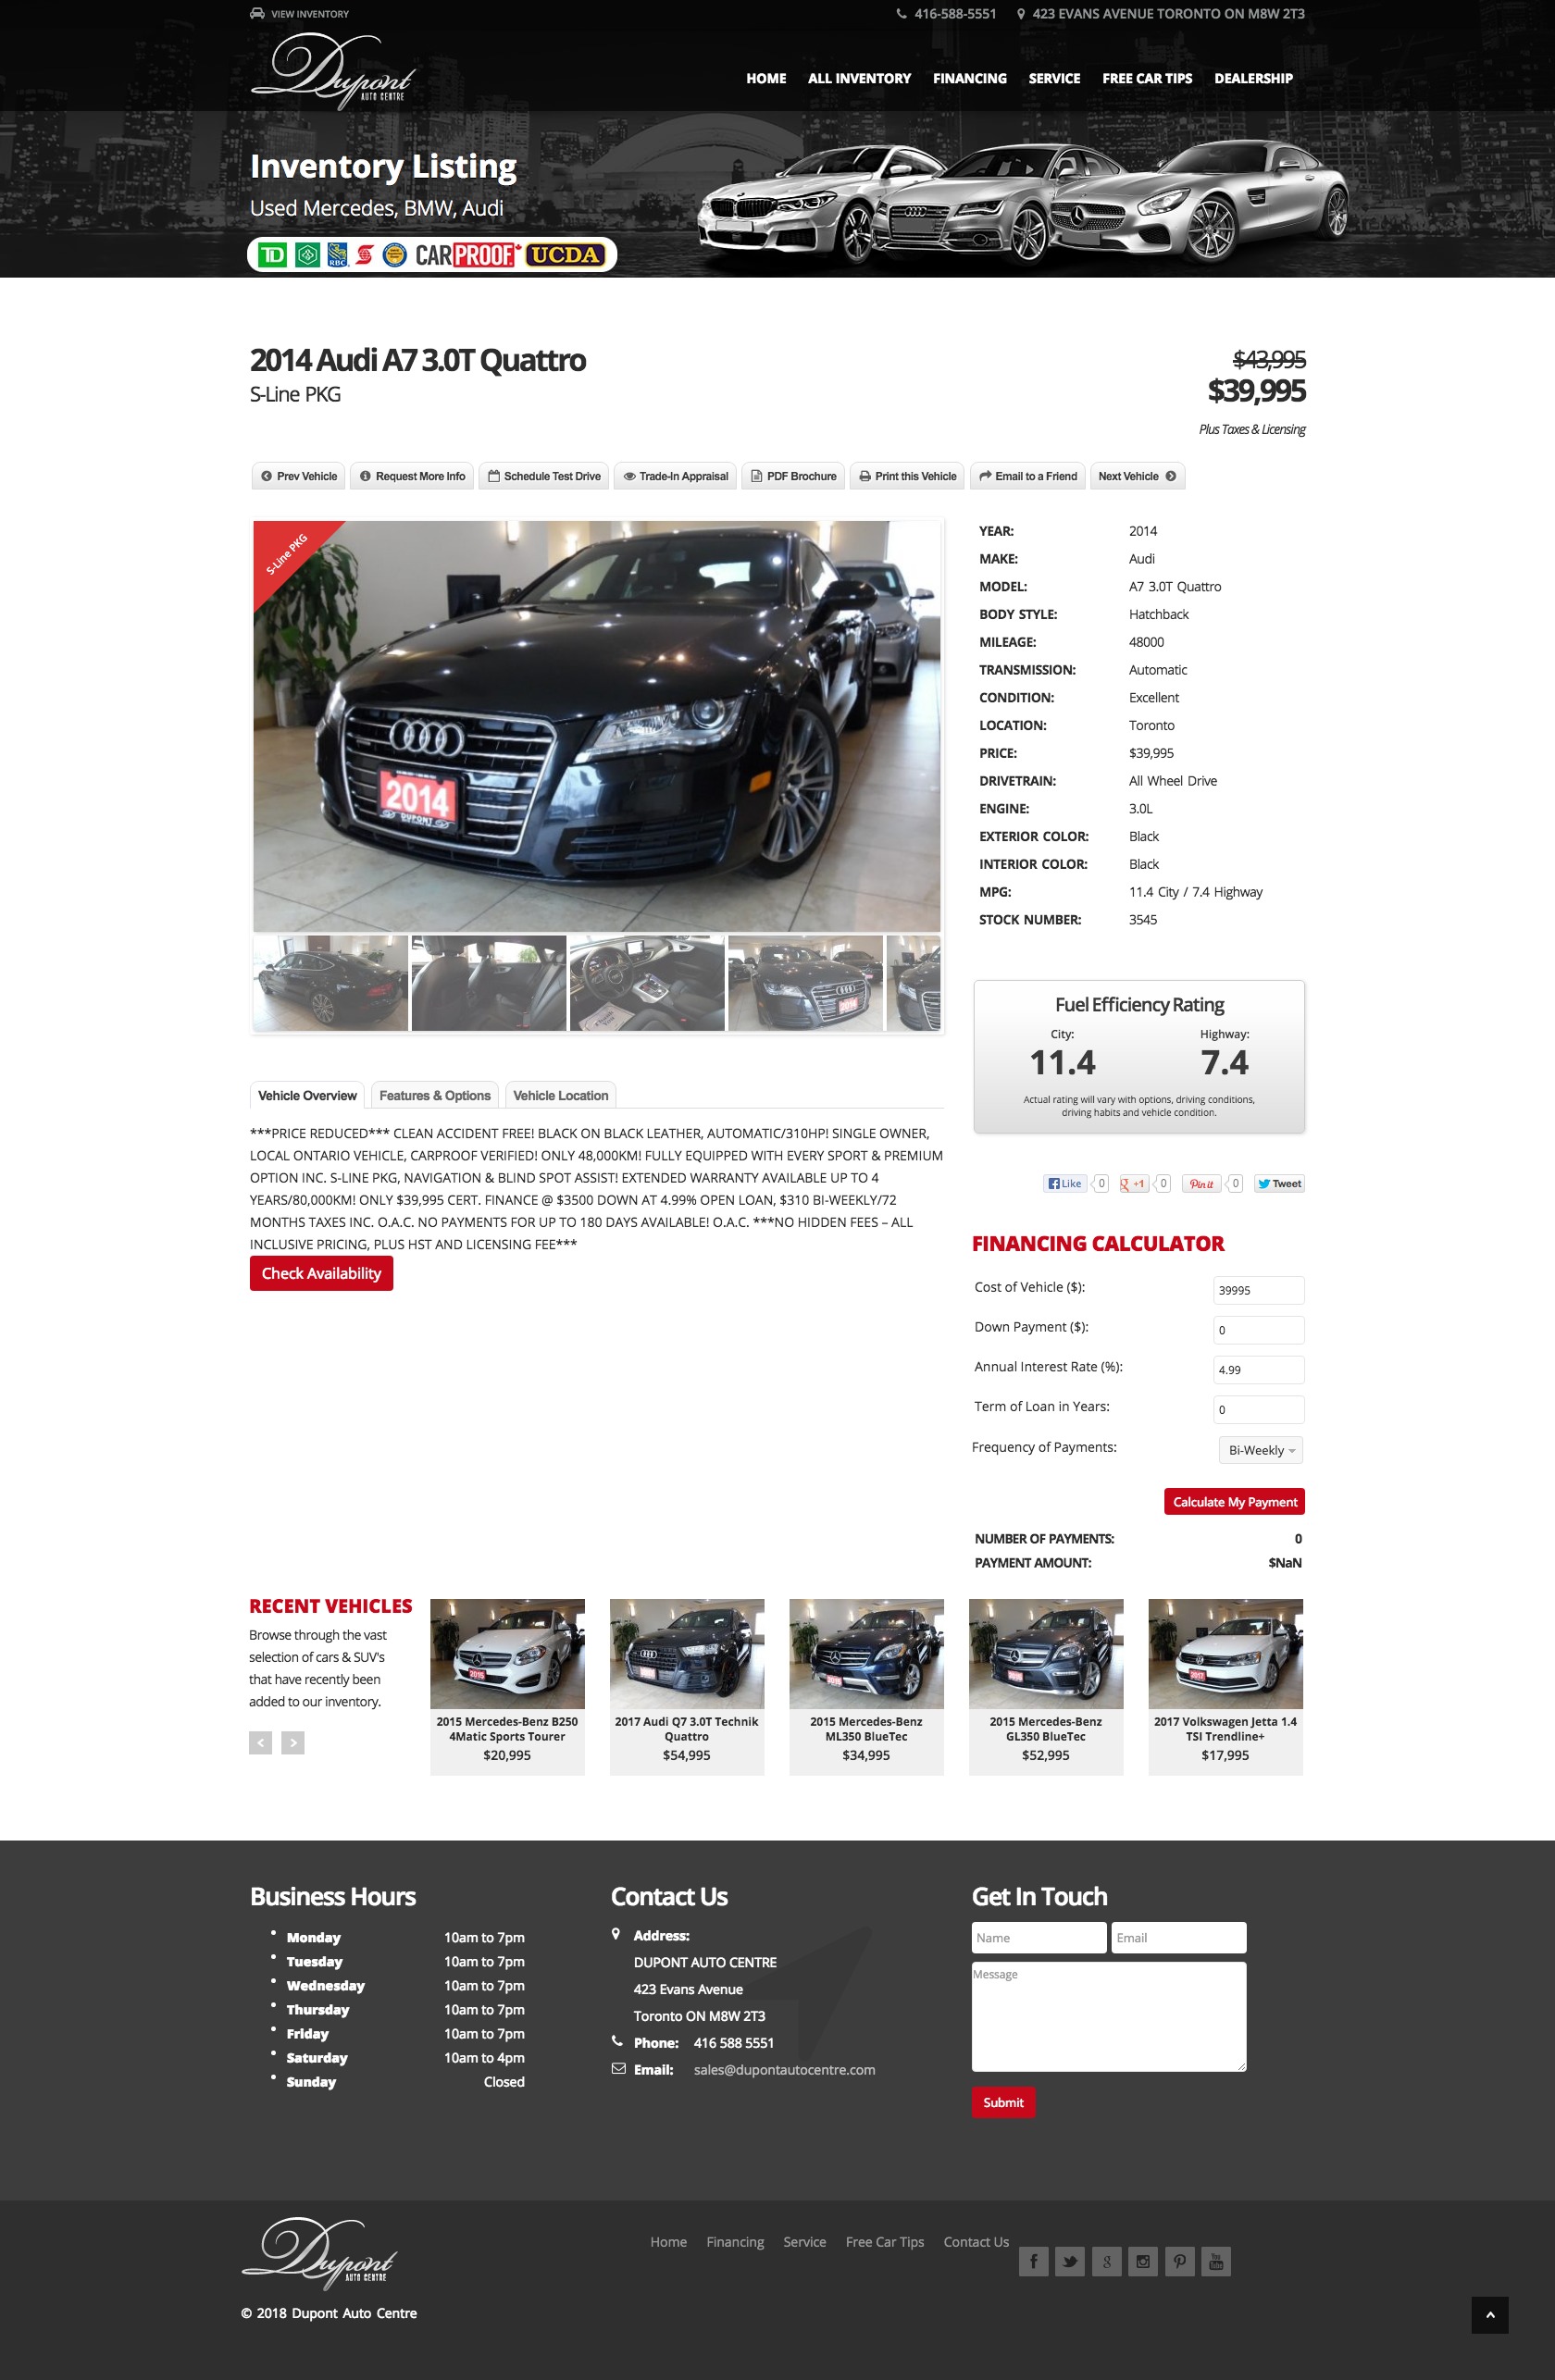 VIEW INVENTORY
416-588-5551 423 EVANS AVENUE TORONTO ON M8W 2T3
Dupont
AUTO CENTRE
HOME ALL INVENTORY FINANCING SERVICE FREE CAR TIPS DEALERSHIP
Inventory Listing
Used Mercedes, BMW, Audi
TD RBC CARPROOF UCDA
2014 Audi A7 3.0T Quattro
S-Line PKG
$43,995
$39,995
Plus Taxes & Licensing
Prev Vehicle Request More Info Schedule Test Drive Trade-In Appraisal PDF Brochure Print this Vehicle Email to a Friend Next Vehicle
S-Line PKG
2014
DUPONT
YEAR: 2014
MAKE: Audi
MODEL: A7 3.0T Quattro
BODY STYLE: Hatchback
MILEAGE: 48000
TRANSMISSION: Automatic
CONDITION: Excellent
LOCATION: Toronto
PRICE: $39,995
DRIVETRAIN: All Wheel Drive
ENGINE: 3.0L
EXTERIOR COLOR: Black
INTERIOR COLOR: Black
MPG: 11.4 City / 7.4 Highway
STOCK NUMBER: 3545
Fuel Efficiency Rating
City: Highway:
11.4 7.4
Actual rating will vary with options, driving conditions,
driving habits and vehicle condition.
Vehicle Overview Features & Options Vehicle Location
***PRICE REDUCED*** CLEAN ACCIDENT FREE! BLACK ON BLACK LEATHER, AUTOMATIC/310HP! SINGLE OWNER,
LOCAL ONTARIO VEHICLE, CARPROOF VERIFIED! ONLY 48,000KM! FULLY EQUIPPED WITH EVERY SPORT & PREMIUM
OPTION INC. S-LINE PKG, NAVIGATION & BLIND SPOT ASSIST! EXTENDED WARRANTY AVAILABLE UP TO 4
YEARS/80,000KM! ONLY $39,995 CERT. FINANCE @ $3500 DOWN AT 4.99% OPEN LOAN, $310 BI-WEEKLY/72
MONTHS TAXES INC. O.A.C. NO PAYMENTS FOR UP TO 180 DAYS AVAILABLE! O.A.C. ***NO HIDDEN FEES – ALL
INCLUSIVE PRICING, PLUS HST AND LICENSING FEE***
Check Availability
Like 0 +1 0 Pin it 0 Tweet
FINANCING CALCULATOR
Cost of Vehicle ($): 39995
Down Payment ($): 0
Annual Interest Rate (%): 4.99
Term of Loan in Years: 0
Frequency of Payments: Bi-Weekly
Calculate My Payment
NUMBER OF PAYMENTS: 0
PAYMENT AMOUNT: $NaN
RECENT VEHICLES
Browse through the vast
selection of cars & SUV's
that have recently been
added to our inventory.
2015 Mercedes-Benz B250
4Matic Sports Tourer
$20,995
2017 Audi Q7 3.0T Technik
Quattro
$54,995
2015 Mercedes-Benz
ML350 BlueTec
$34,995
2015 Mercedes-Benz
GL350 BlueTec
$52,995
2017 Volkswagen Jetta 1.4
TSI Trendline+
$17,995
Business Hours
Monday 10am to 7pm
Tuesday 10am to 7pm
Wednesday 10am to 7pm
Thursday 10am to 7pm
Friday 10am to 7pm
Saturday 10am to 4pm
Sunday Closed
Contact Us
Address:
DUPONT AUTO CENTRE
423 Evans Avenue
Toronto ON M8W 2T3
Phone: 416 588 5551
Email: sales@dupontautocentre.com
Get In Touch
Name Email
Message
Submit
Dupont
AUTO CENTRE
Home Financing Service Free Car Tips Contact Us
© 2018 Dupont Auto Centre